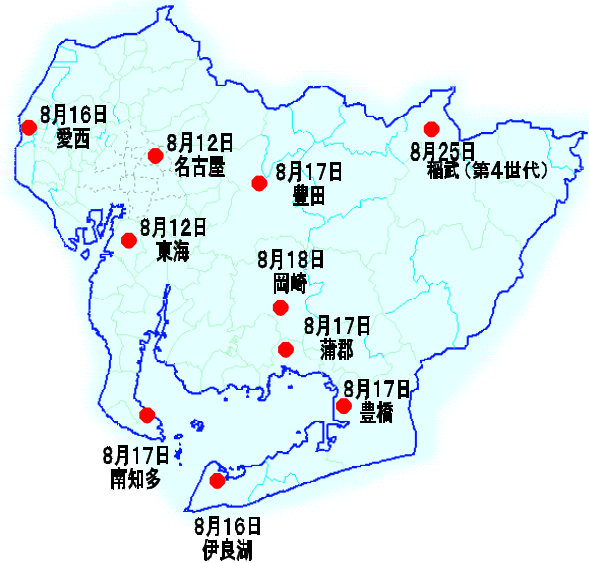 8月16日
愛西
8月12日
名古屋
8月17日
豊田
8月25日
稲武（第4世代）
8月12日
東海
8月18日
岡崎
8月17日
蒲郡
8月17日
豊橋
8月17日
南知多
8月16日
伊良湖